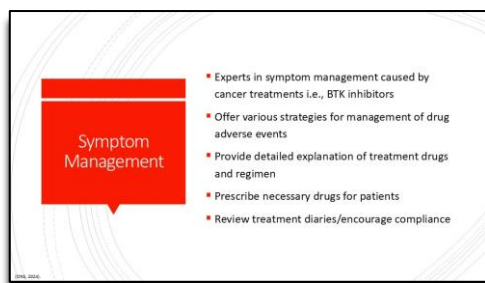 Symptom
Management
▪ Experts in symptom management caused by
cancer treatments i.e., BTK inhibitors
▪ Offer various strategies for management of drug
adverse events
▪ Provide detailed explanation of treatment drugs
and regimen
▪ Prescribe necessary drugs for patients
▪ Review treatment diaries/encourage compliance